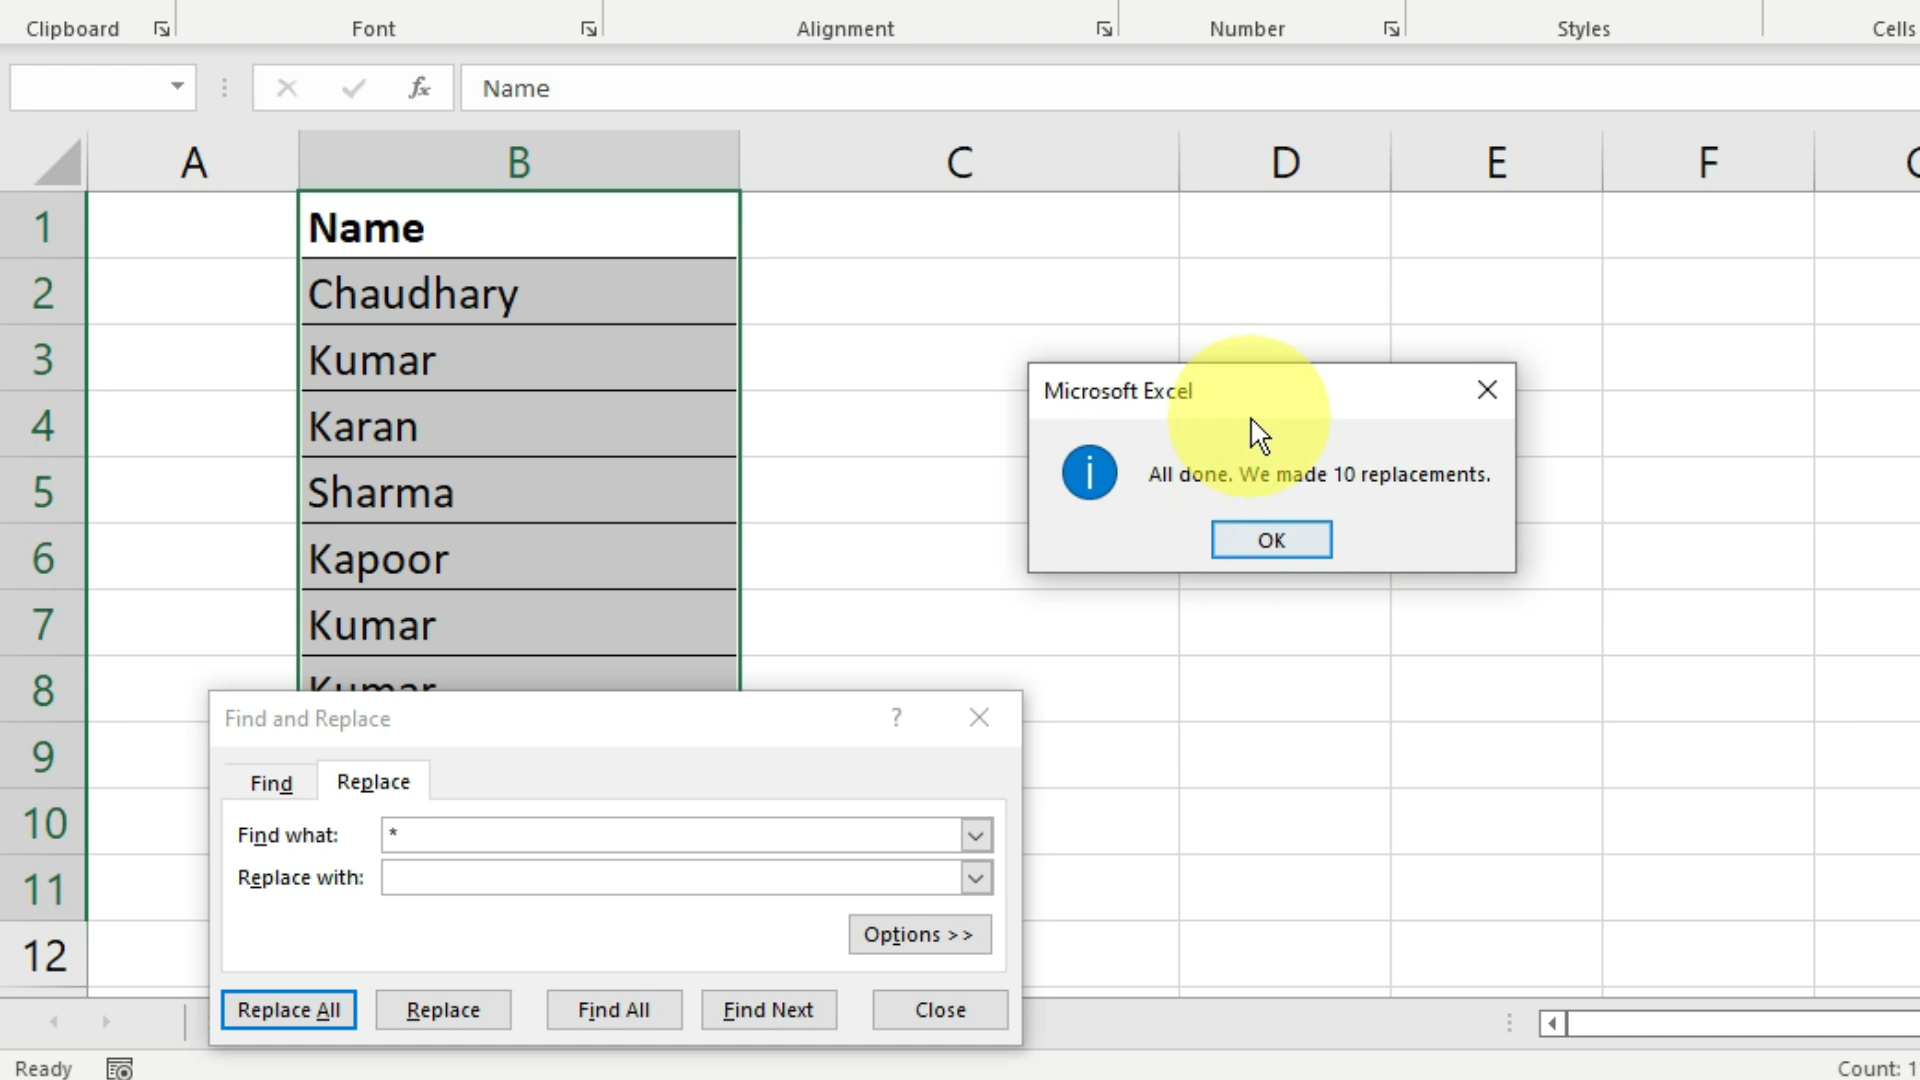 Clipboard Font Alignment Number Styles Cells
fx Name
A B C D E F
1 Name
2 Chaudhary
3 Kumar
4 Karan
5 Sharma
6 Kapoor
7 Kumar
8 Kumar
9
10
11
12
Microsoft Excel
All done. We made 10 replacements.
OK
Find and Replace ?
Find Replace
Find what: *
Replace with:
Options >>
Replace All Replace Find All Find Next Close
Ready Count: 1